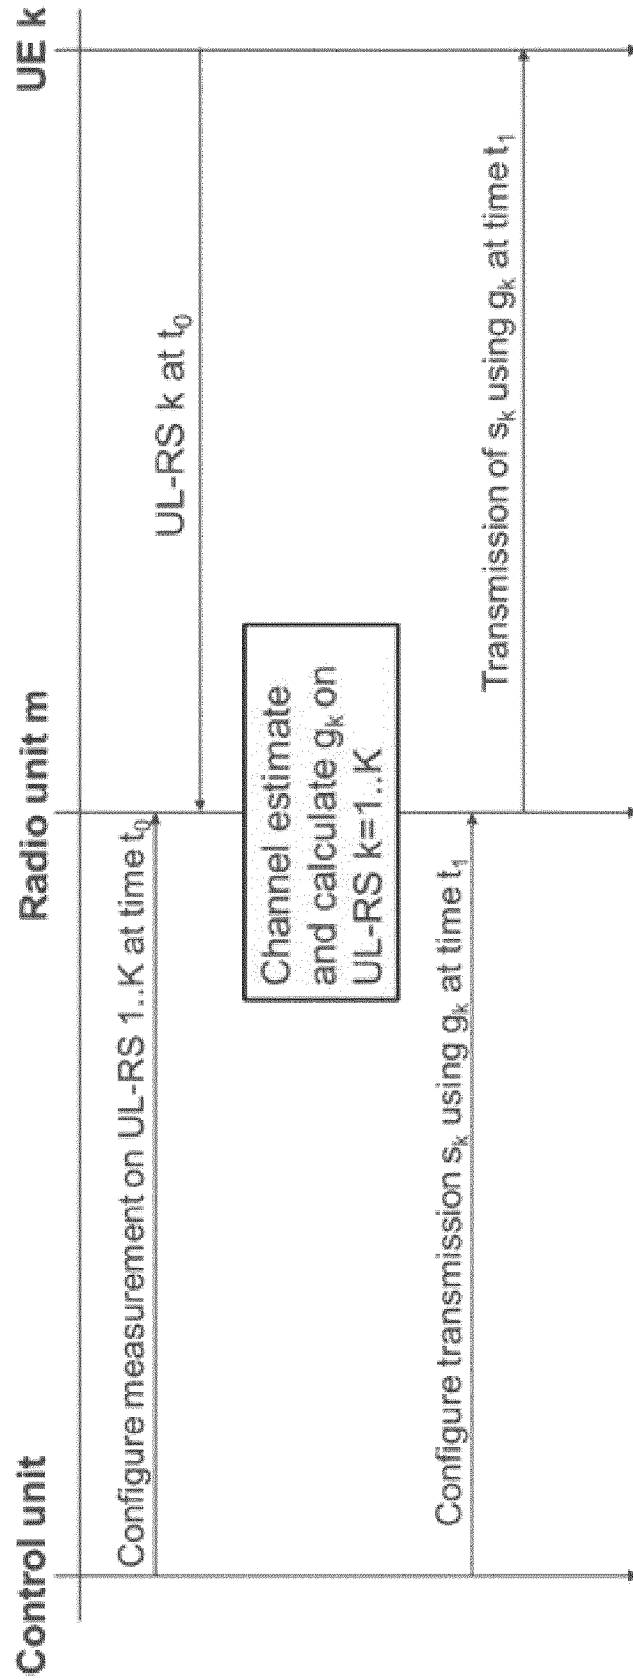 Control unit
Radio unit m
UE k
Configure measurement on UL-RS 1..K at time t₀
UL-RS k at t₀
Channel estimate
and calculate gₖ on
UL-RS k=1..K
Configure transmission sₖ using gₖ at time t₁
Transmission of sₖ using gₖ at time t₁